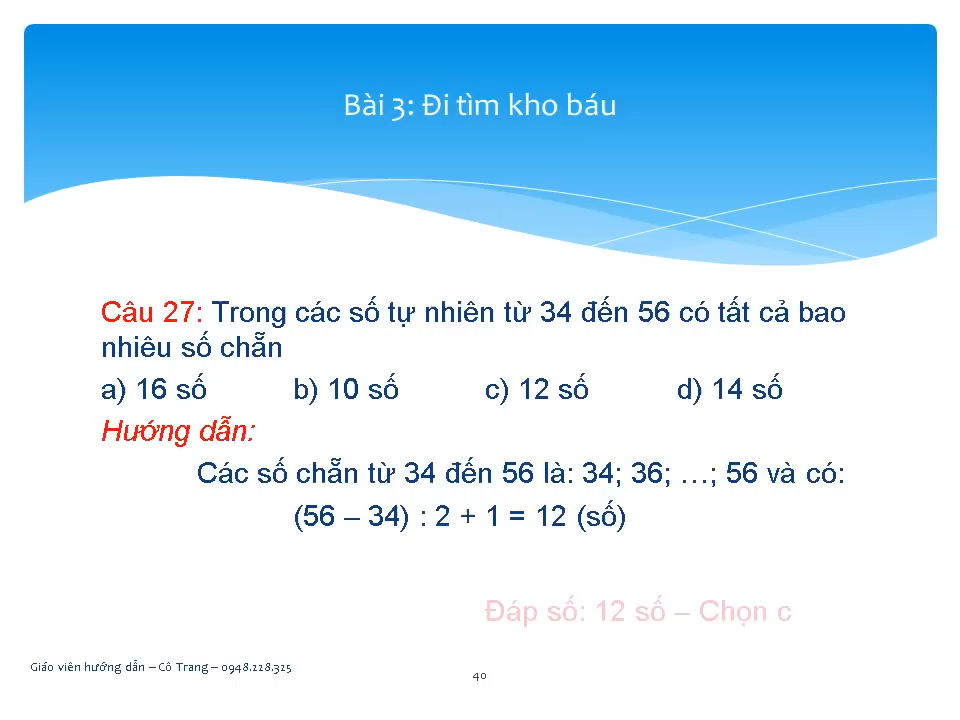 Bài 3: Đi tìm kho báu
Câu 27: Trong các số tự nhiên từ 34 đến 56 có tất cả bao
nhiêu số chẵn
a) 16 số b) 10 số c) 12 số d) 14 số
Hướng dẫn:
Các số chẵn từ 34 đến 56 là: 34; 36; …; 56 và có:
(56 – 34) : 2 + 1 = 12 (số)
Đáp số: 12 số – Chọn c
Giáo viên hướng dẫn – Cô Trang – 0948.228.325
40